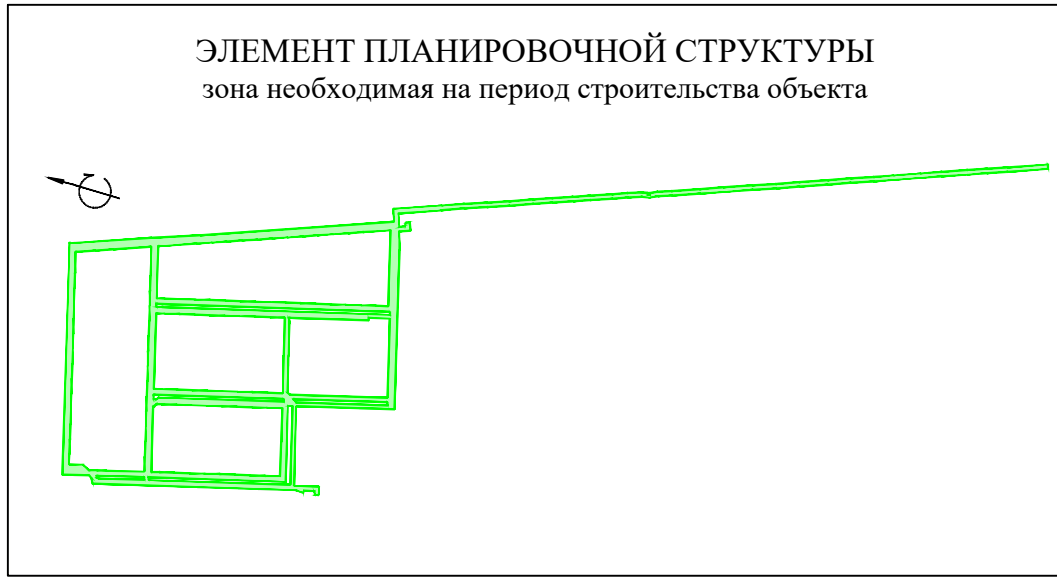 ЭЛЕМЕНТ ПЛАНИРОВОЧНОЙ СТРУКТУРЫ
зона необходимая на период строительства объекта
С